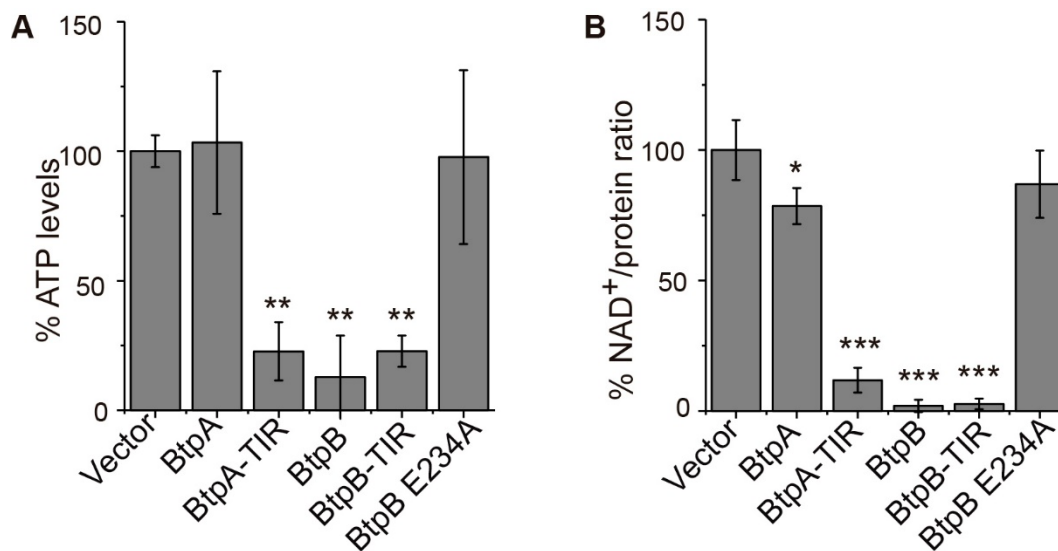 A
% ATP levels
150
100
50
0
**
**
**
Vector
BtpA
BtpA-TIR
BtpB
BtpB-TIR
BtpB E234A
B
% NAD+/protein ratio
150
100
50
0
*
***
***
***
Vector
BtpA
BtpA-TIR
BtpB
BtpB-TIR
BtpB E234A